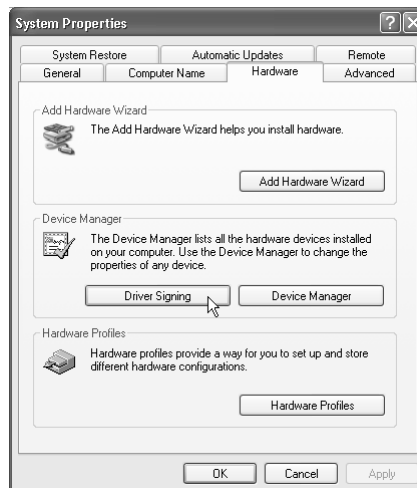 System Properties
System Restore Automatic Updates Remote
General Computer Name Hardware Advanced
Add Hardware Wizard
The Add Hardware Wizard helps you install hardware.
Add Hardware Wizard
Device Manager
The Device Manager lists all the hardware devices installed
on your computer. Use the Device Manager to change the
properties of any device.
Driver Signing Device Manager
Hardware Profiles
Hardware profiles provide a way for you to set up and store
different hardware configurations.
Hardware Profiles
OK Cancel Apply